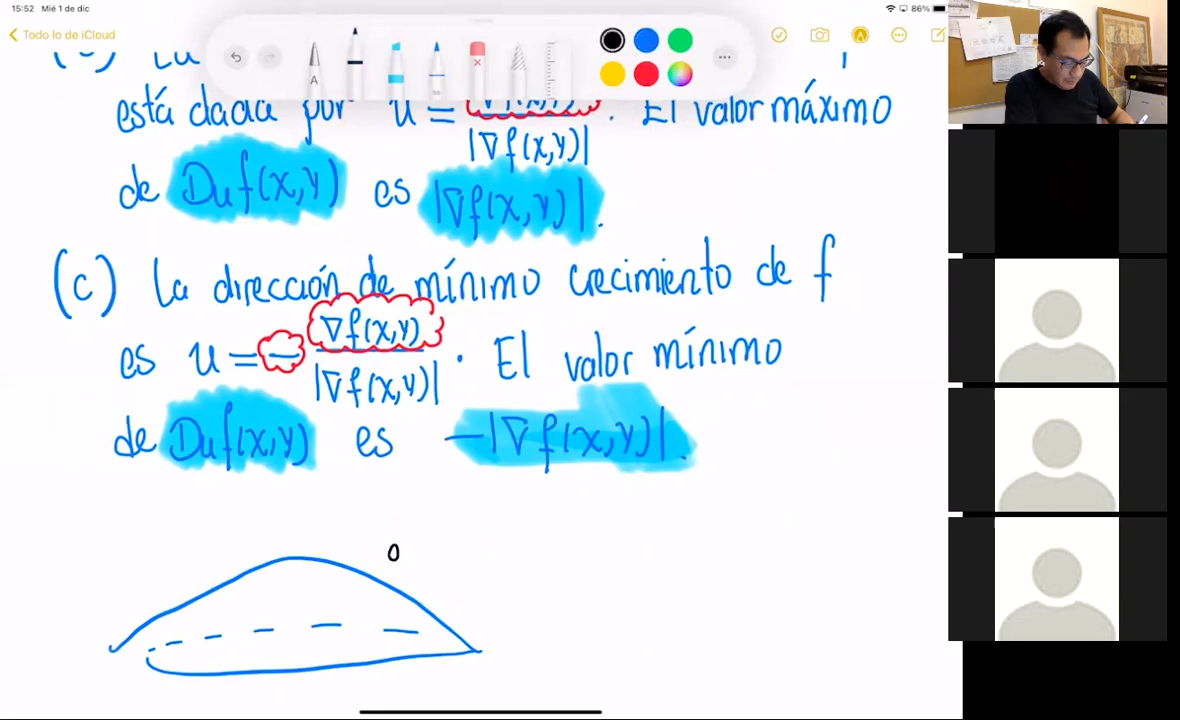 15:52 Mié 1 de dic
86%
Todo lo de iCloud
A
está dada por u = ∇f(x,y) / |∇f(x,y)| . El valor máximo
de Duf(x,y) es |∇f(x,y)|.
(c) La dirección de mínimo crecimiento de f
es u = − ∇f(x,y) / |∇f(x,y)| . El valor mínimo
de Duf(x,y) es −|∇f(x,y)|.